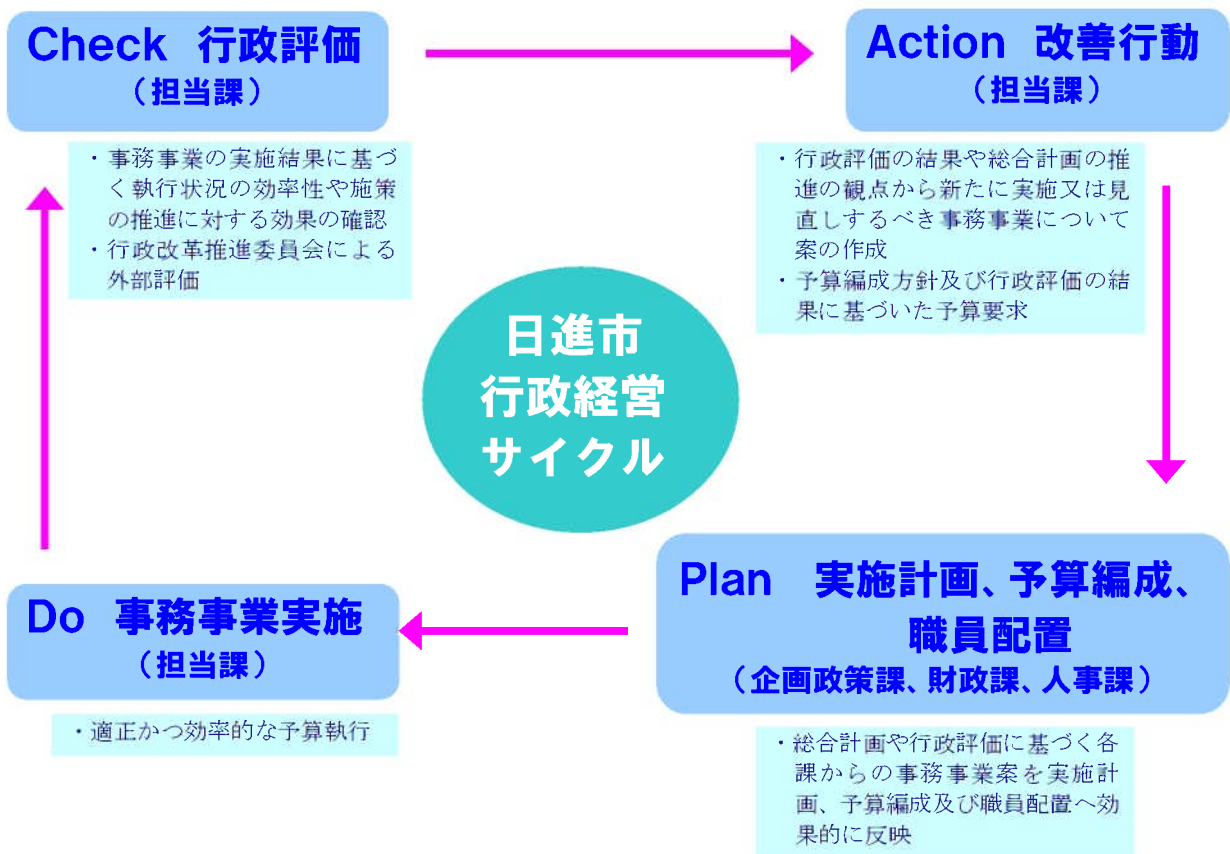 Check 行政評価
（担当課）
・事務事業の実施結果に基づ
く執行状況の効率性や施策
の推進に対する効果の確認
・行政改革推進委員会による
外部評価
Action 改善行動
（担当課）
・行政評価の結果や総合計画の推
進の観点から新たに実施又は見
直しするべき事務事業について
案の作成
・予算編成方針及び行政評価の結
果に基づいた予算要求
日進市
行政経営
サイクル
Plan 実施計画、予算編成、
職員配置
（企画政策課、財政課、人事課）
・総合計画や行政評価に基づく各
課からの事務事業案を実施計
画、予算編成及び職員配置へ効
果的に反映
Do 事務事業実施
（担当課）
・適正かつ効率的な予算執行